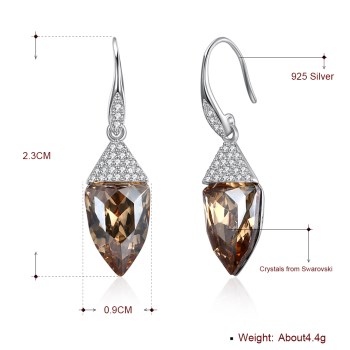 925 Silver
2.3CM
Crystals from Swarovski
0.9CM
Weight: About4.4g